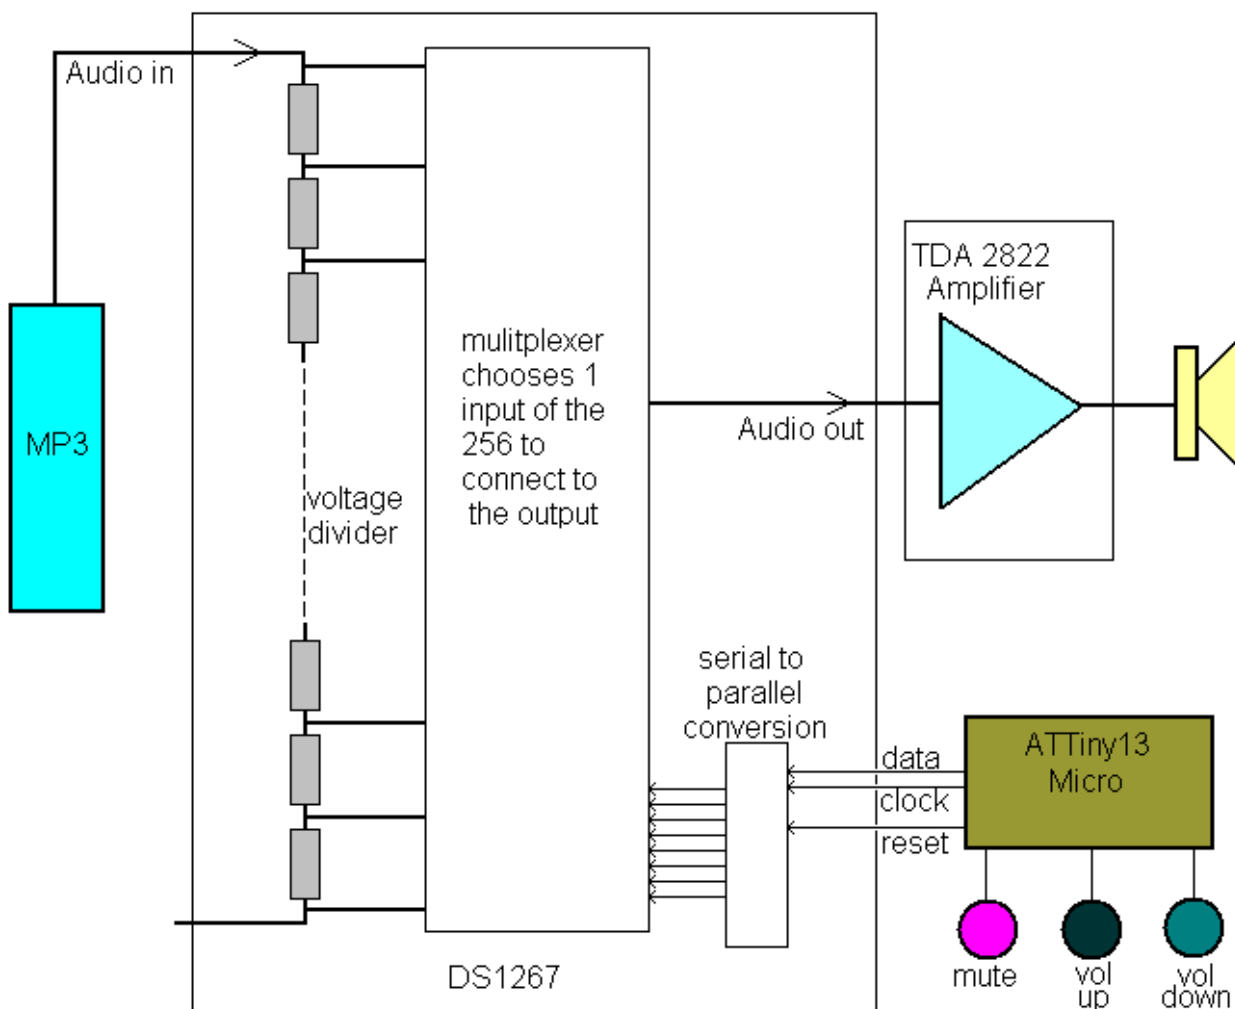 Audio in
TDA 2822
Amplifier
mulitplexer
chooses 1
input of the
256 to
connect to
the output
MP3
Audio out
voltage
divider
serial to
parallel
conversion
ATTiny13
Micro
data
clock
reset
DS1267
mute
vol
up
vol
down